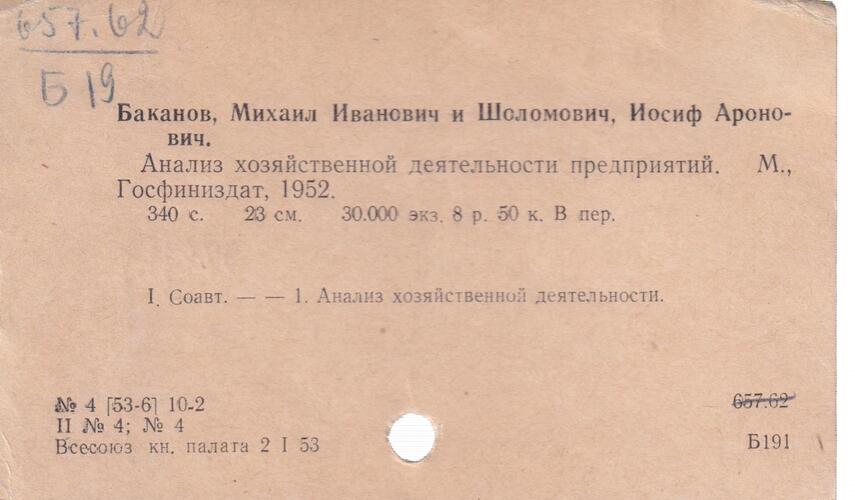 657.62
Б 19
Баканов, Михаил Иванович и Шоломович, Иосиф Ароно-
вич.
Анализ хозяйственной деятельности предприятий. М.,
Госфиниздат, 1952.
340 с. 23 см. 30.000 экз. 8 р. 50 к. В пер.
I. Соавт. — — 1. Анализ хозяйственной деятельности.
№ 4 [53-6] 10-2
II № 4; № 4
Всесоюз кн. палата 2 I 53
657.62
Б191